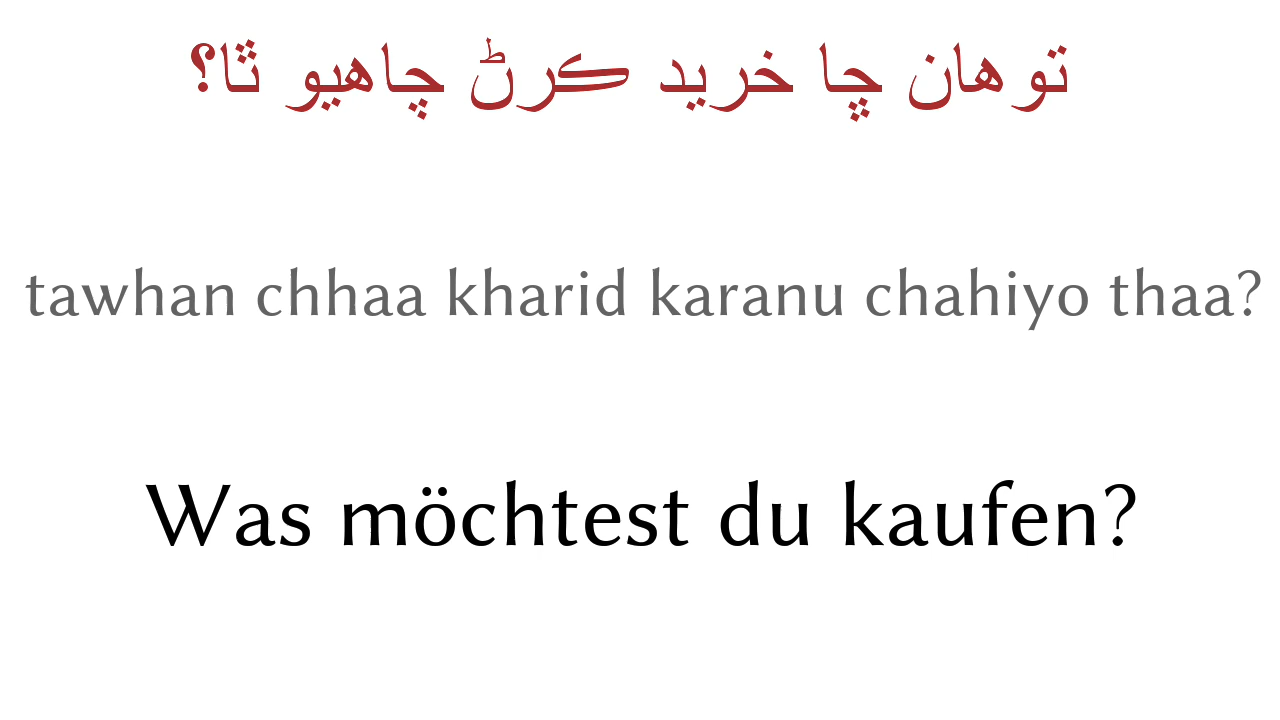 توهان ڇا خريد ڪرڻ چاهيو ٿا؟
tawhan chhaa kharid karanu chahiyo thaa?
Was möchtest du kaufen?